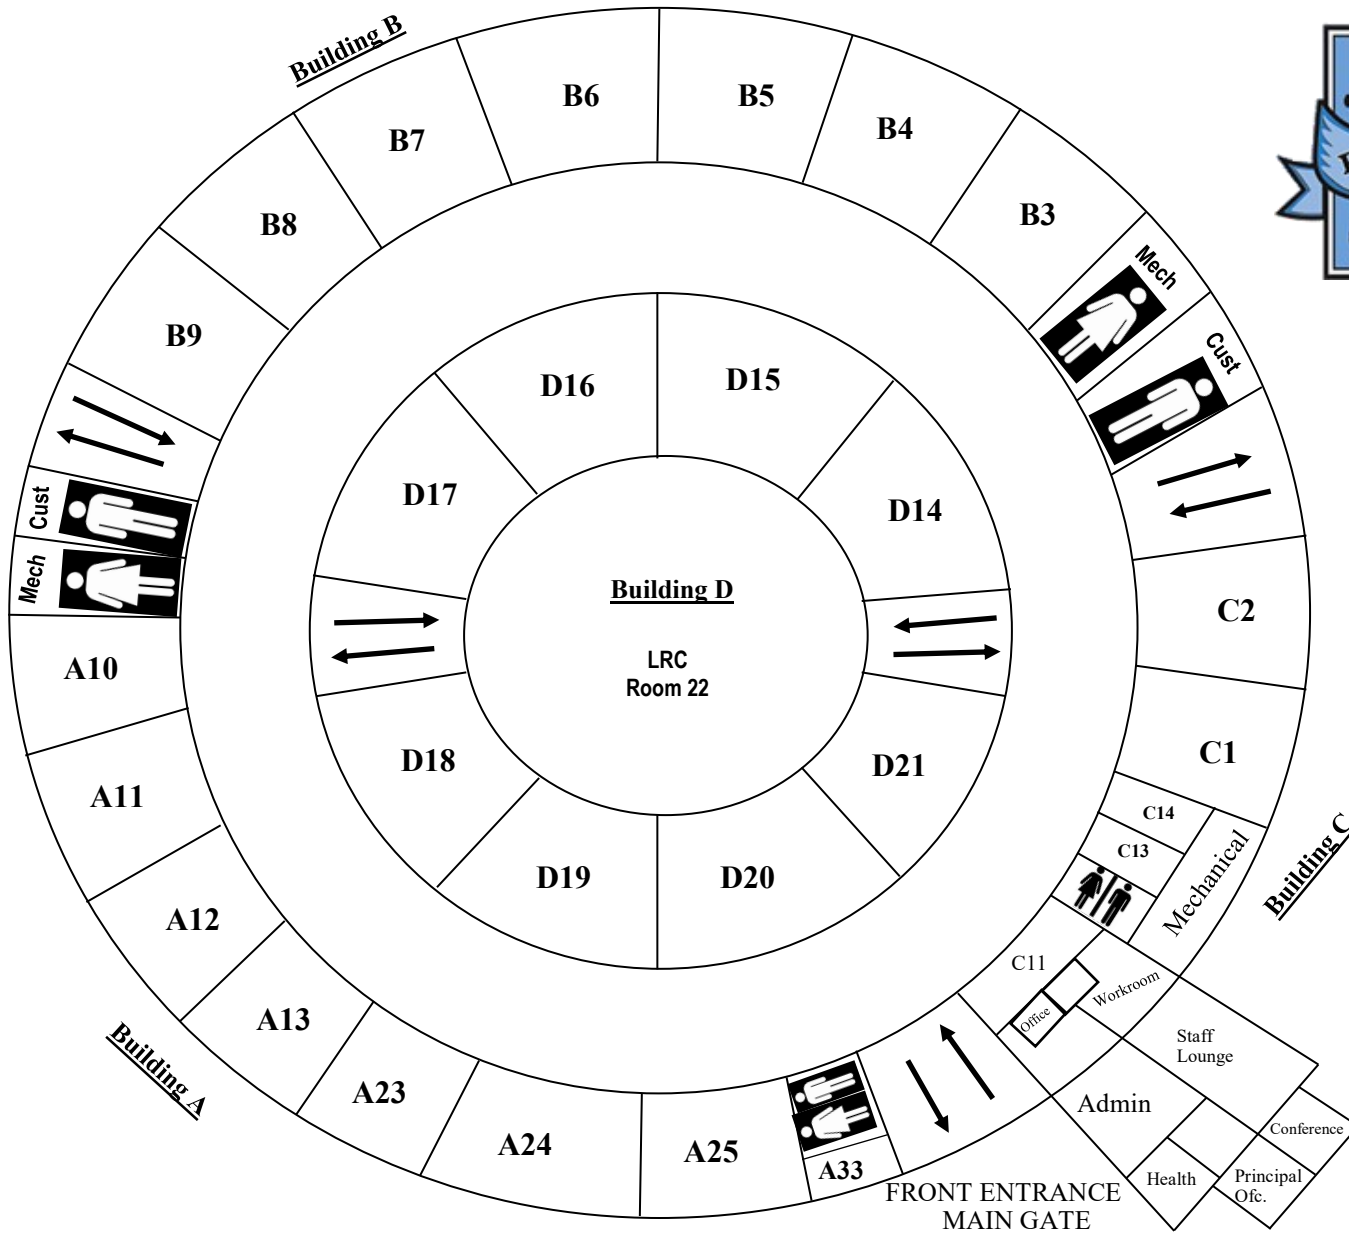 Building B
B6
B5
B7
B4
B8
B3
B9
Mech
Cust
Cust
Mech
D16
D15
D17
D14
Building D
LRC
Room 22
C2
C1
A10
A11
D18
D21
C14
C13
Mechanical
Building C
D19
D20
A12
C11
Office
Workroom
A13
Staff
Lounge
Building A
A23
A24
A25
A33
Admin
Conference
Health
Principal
Ofc.
FRONT ENTRANCE
MAIN GATE